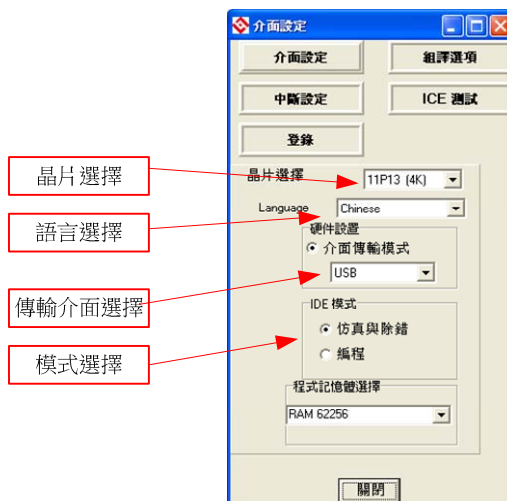 介面設定
介面設定 組譯選項
中斷設定 ICE 測試
登錄
晶片選擇
11P13 (4K)
Language Chinese
硬件設置
介面傳輸模式
USB
IDE 模式
仿真與除錯
編程
程式記憶體選擇
RAM 62256
關閉
晶片選擇
語言選擇
傳輸介面選擇
模式選擇